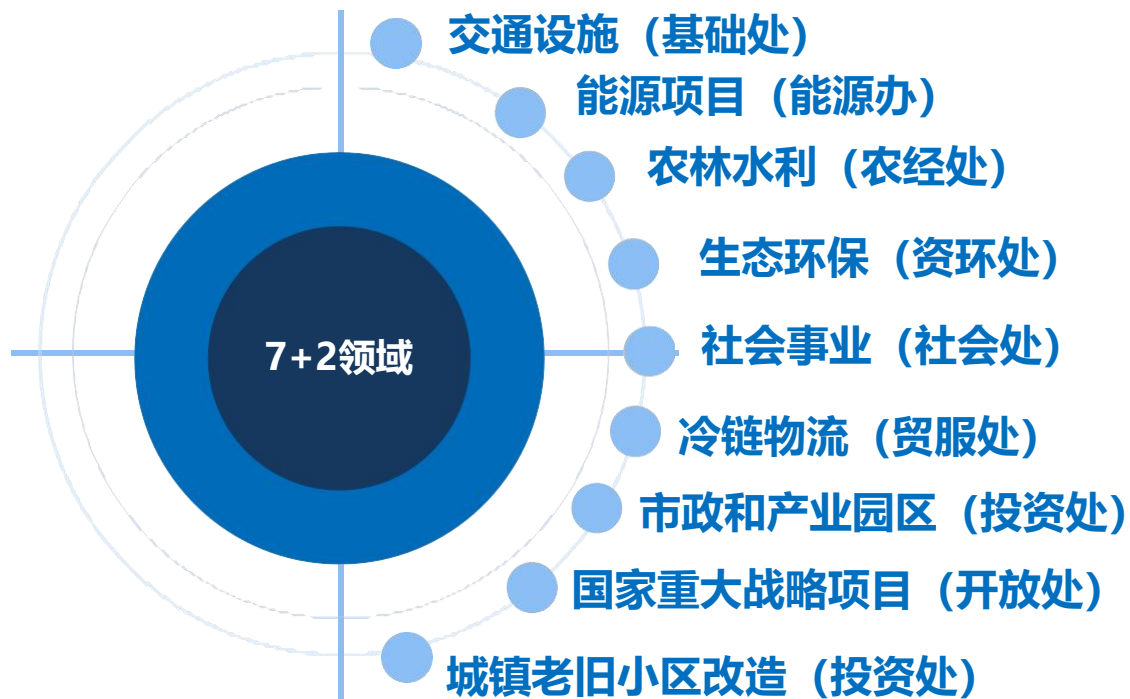 交通设施（基础处）
能源项目（能源办）
农林水利（农经处）
生态环保（资环处）
7+2领域
社会事业（社会处）
冷链物流（贸服处）
市政和产业园区（投资处）
国家重大战略项目（开放处）
城镇老旧小区改造（投资处）